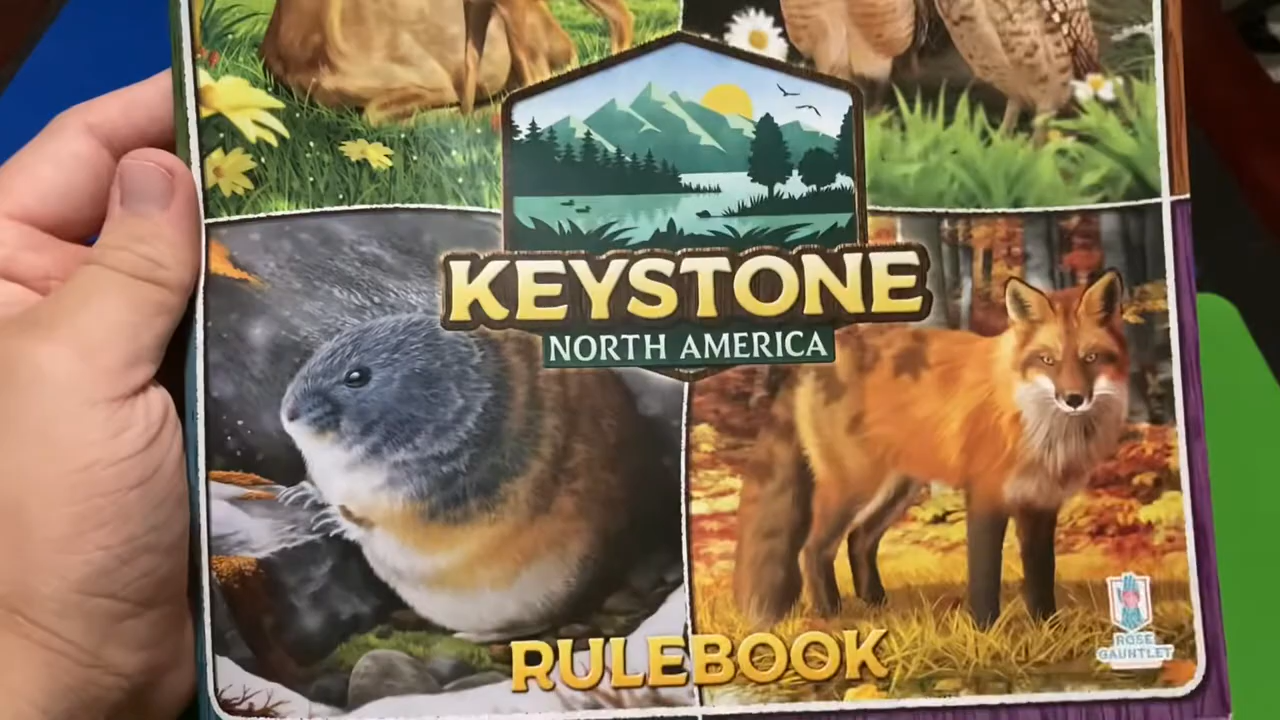 KEYSTONE
NORTH AMERICA
RULEBOOK
ROSE
GAUNTLET